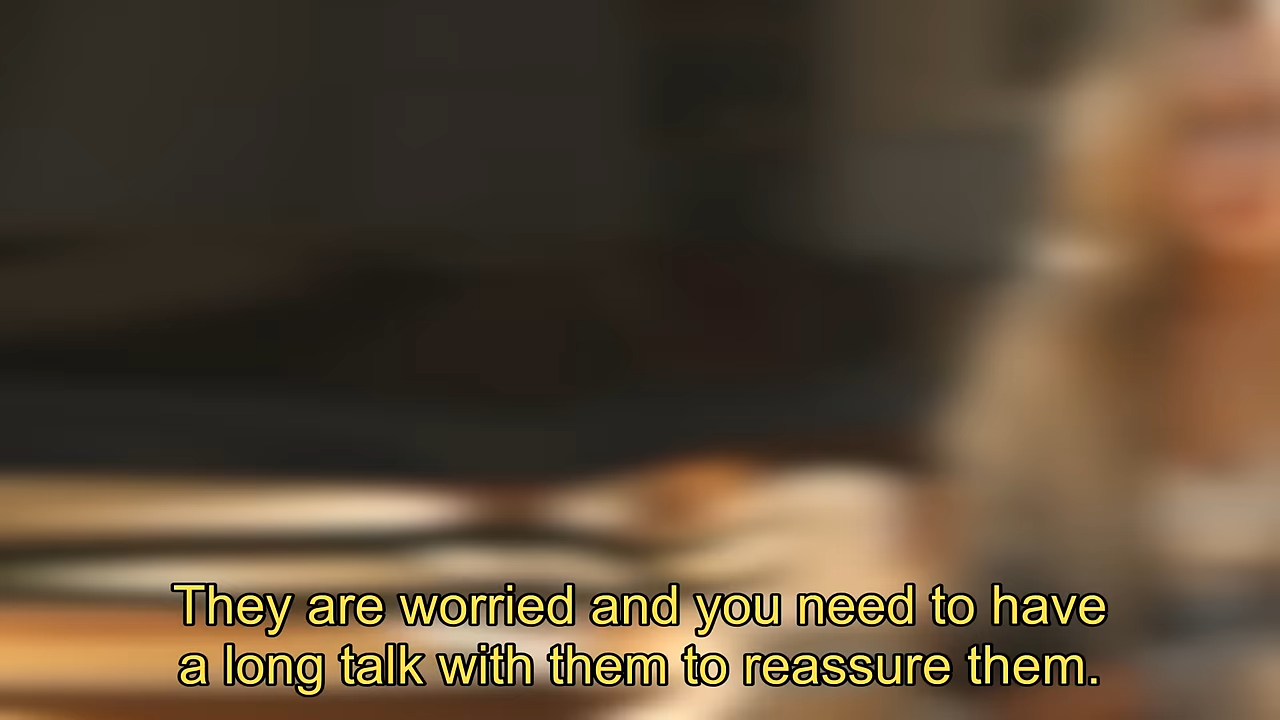 They are worried and you need to have
a long talk with them to reassure them.